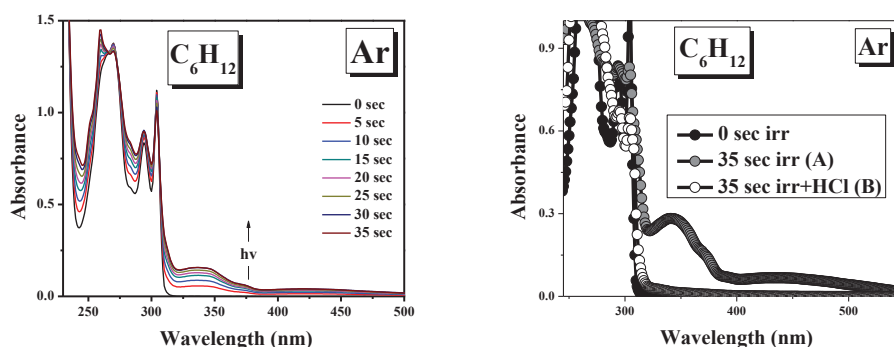 1.5
1.0
0.5
0.0
Absorbance
C6H12
Ar
0 sec
5 sec
10 sec
15 sec
20 sec
25 sec
30 sec
35 sec
hν
250 300 350 400 450 500
Wavelength (nm)
0.9
0.6
0.3
0.0
Absorbance
C6H12
Ar
0 sec irr
35 sec irr (A)
35 sec irr+HCl (B)
300 400 500
Wavelength (nm)